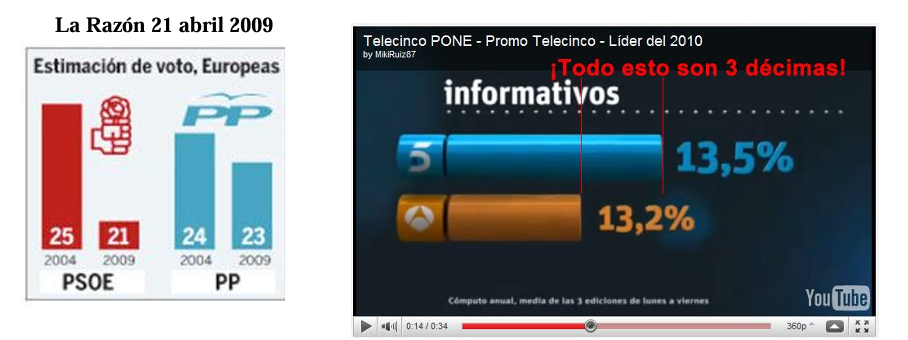 La Razón 21 abril 2009
Estimación de voto, Europeas
PP
25 21 24 23
2004 2009 2004 2009
PSOE PP
Telecinco PONE - Promo Telecinco - Líder del 2010
by MikiRuiz87
¡Todo esto son 3 décimas!
informativos
5 13,5%
A 13,2%
Cómputo anual, media de las 3 ediciones de lunes a viernes
YouTube
0:14 / 0:34 360p